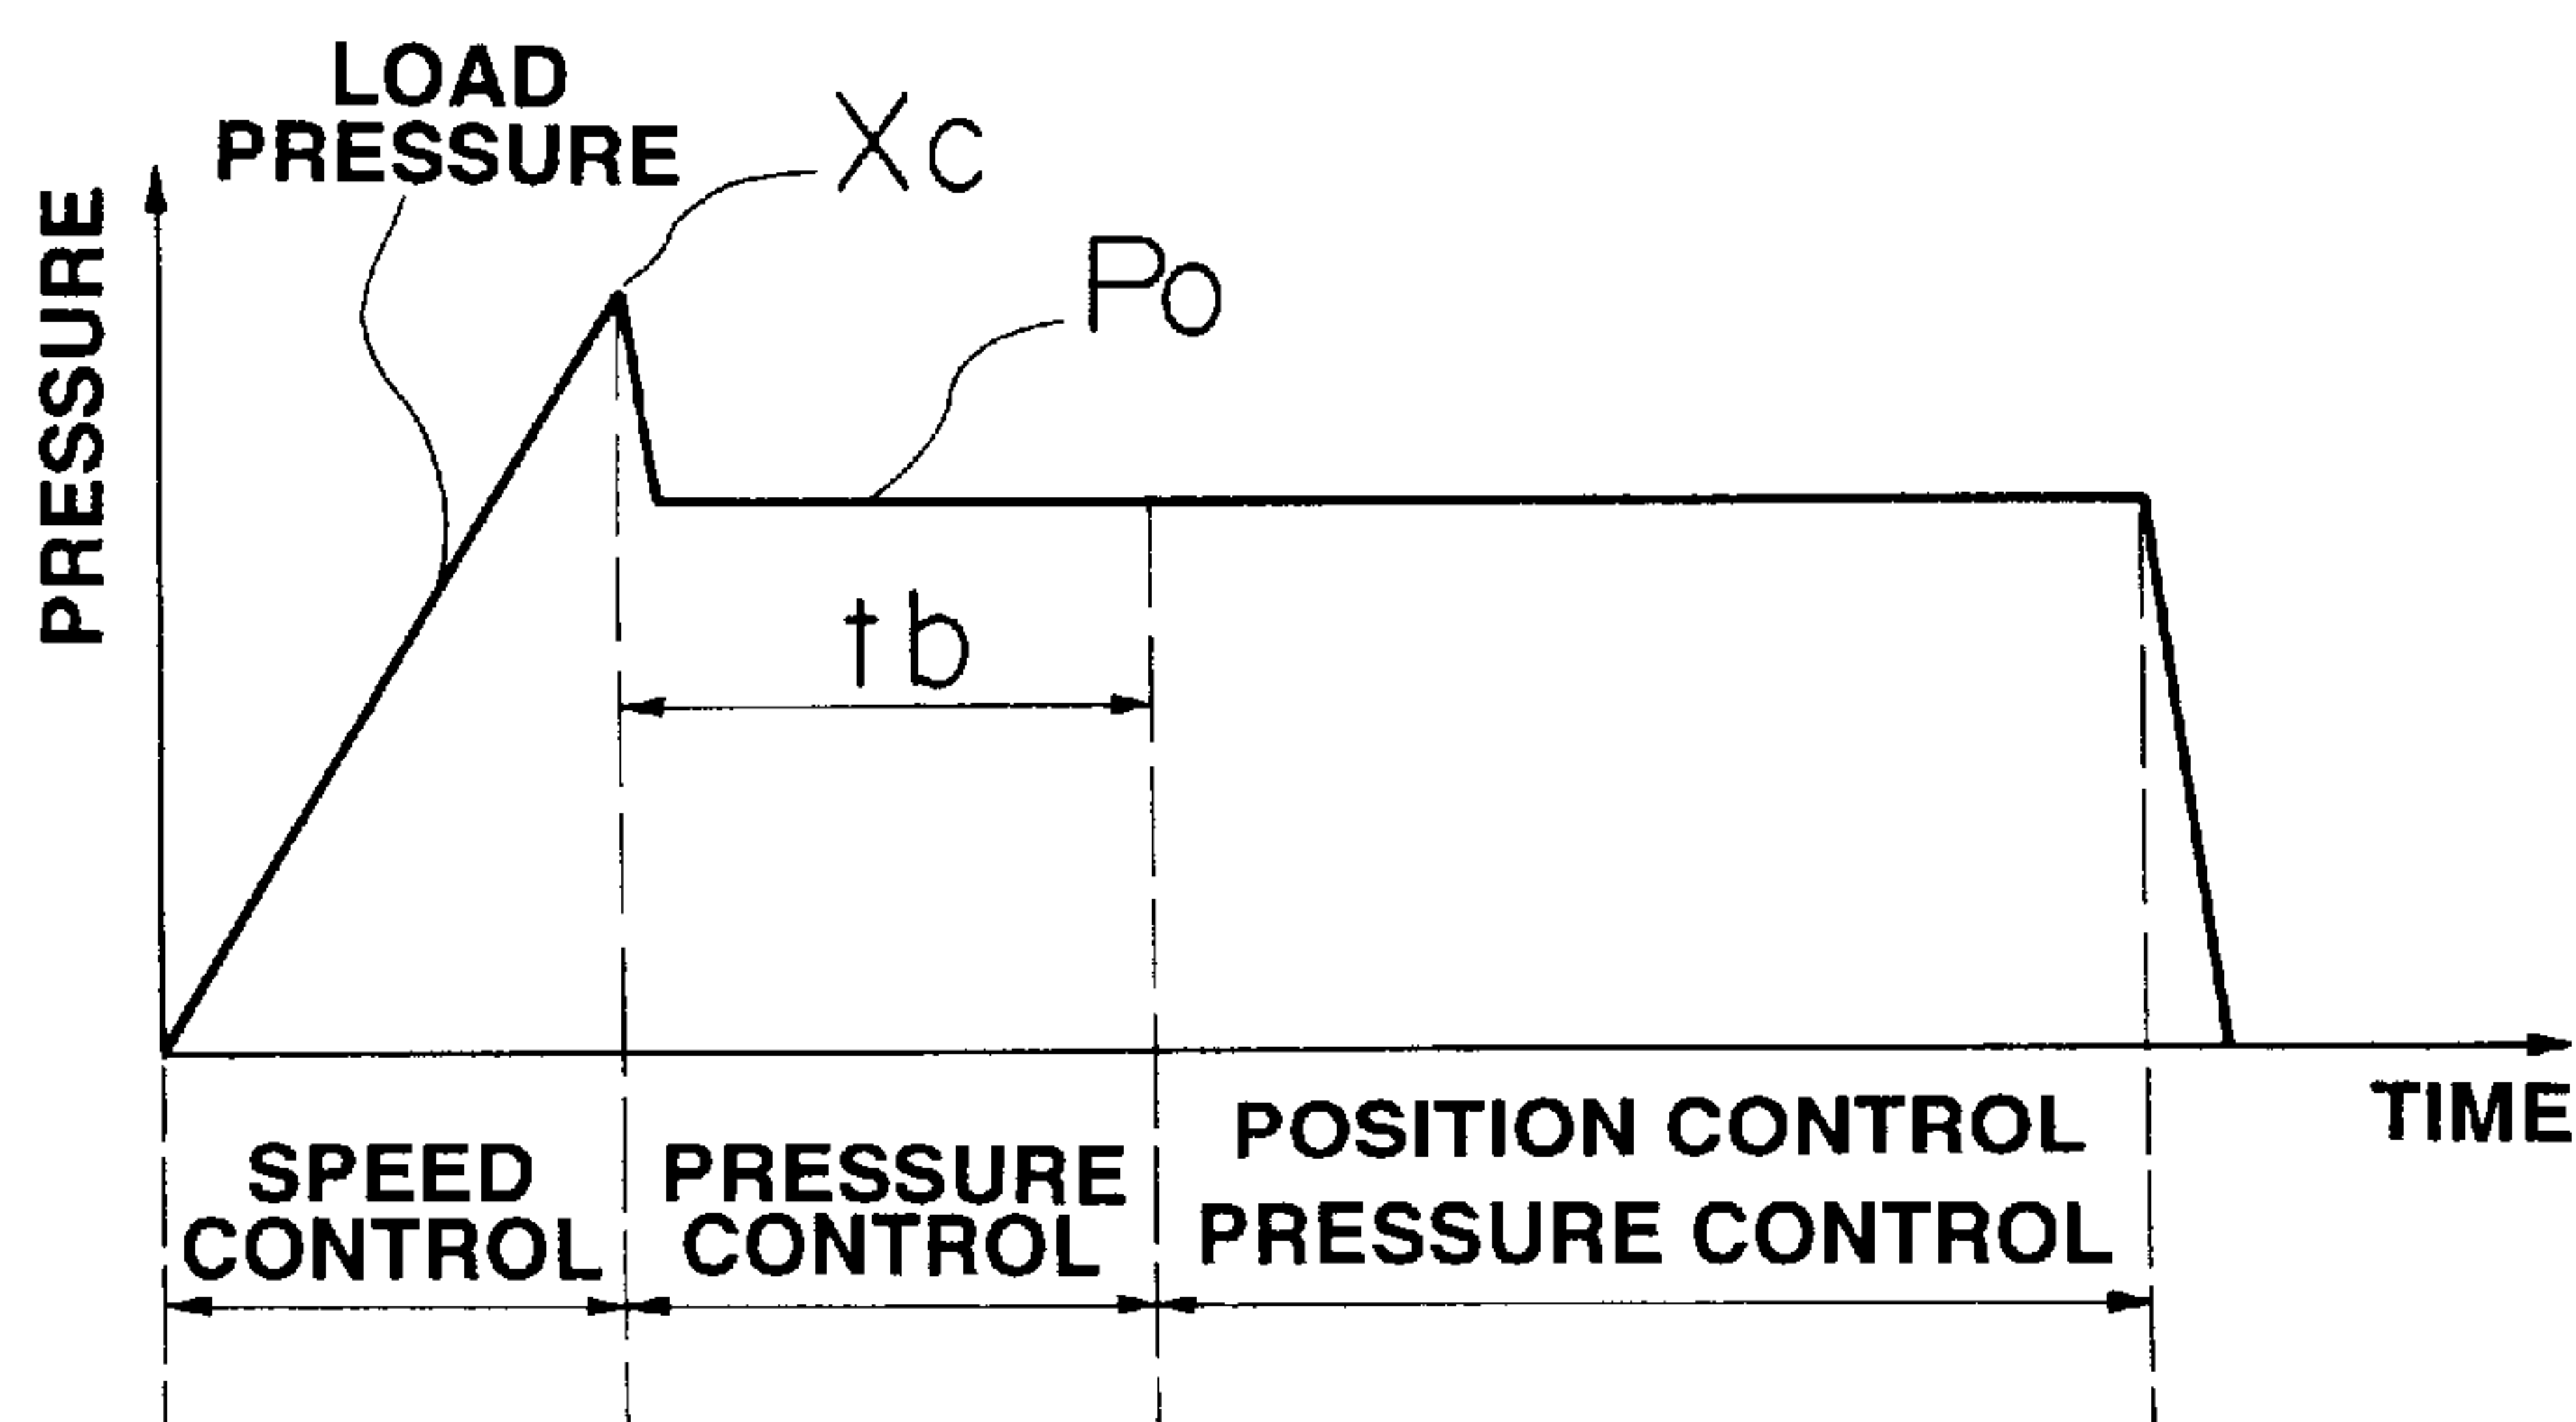 LOAD
PRESSURE
Xc
Po
PRESSURE
tb
TIME
SPEED
CONTROL
PRESSURE
CONTROL
POSITION CONTROL
PRESSURE CONTROL